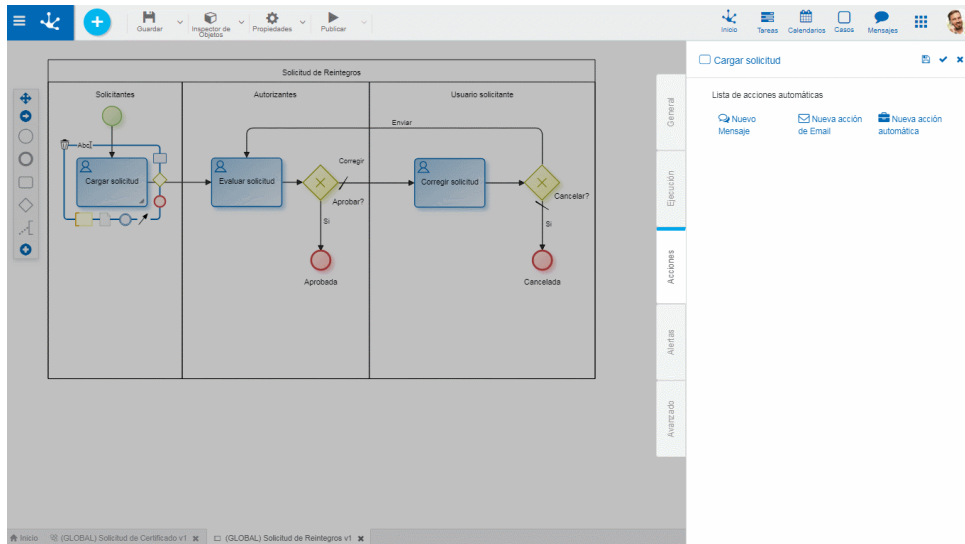 Guardar
Inspector de
Objetos
Propiedades
Publicar
Inicio
Tareas
Calendarios
Casos
Mensajes
Solicitud de Reintegros
Solicitantes
Autorizantes
Usuario solicitante
Enviar
Abc
Cargar solicitud
Evaluar solicitud
Corregir
Aprobar?
Si
Aprobada
Corregir solicitud
Cancelar?
Si
Cancelada
General
Ejecución
Acciones
Alertas
Avanzado
Cargar solicitud
Lista de acciones automáticas
Nuevo
Mensaje
Nueva acción
de Email
Nueva acción
automática
Inicio
(GLOBAL) Solicitud de Certificado v1
(GLOBAL) Solicitud de Reintegros v1